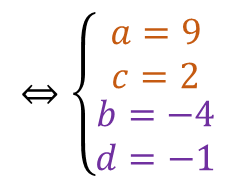 ⇔ { a = 9
c = 2
b = −4
d = −1